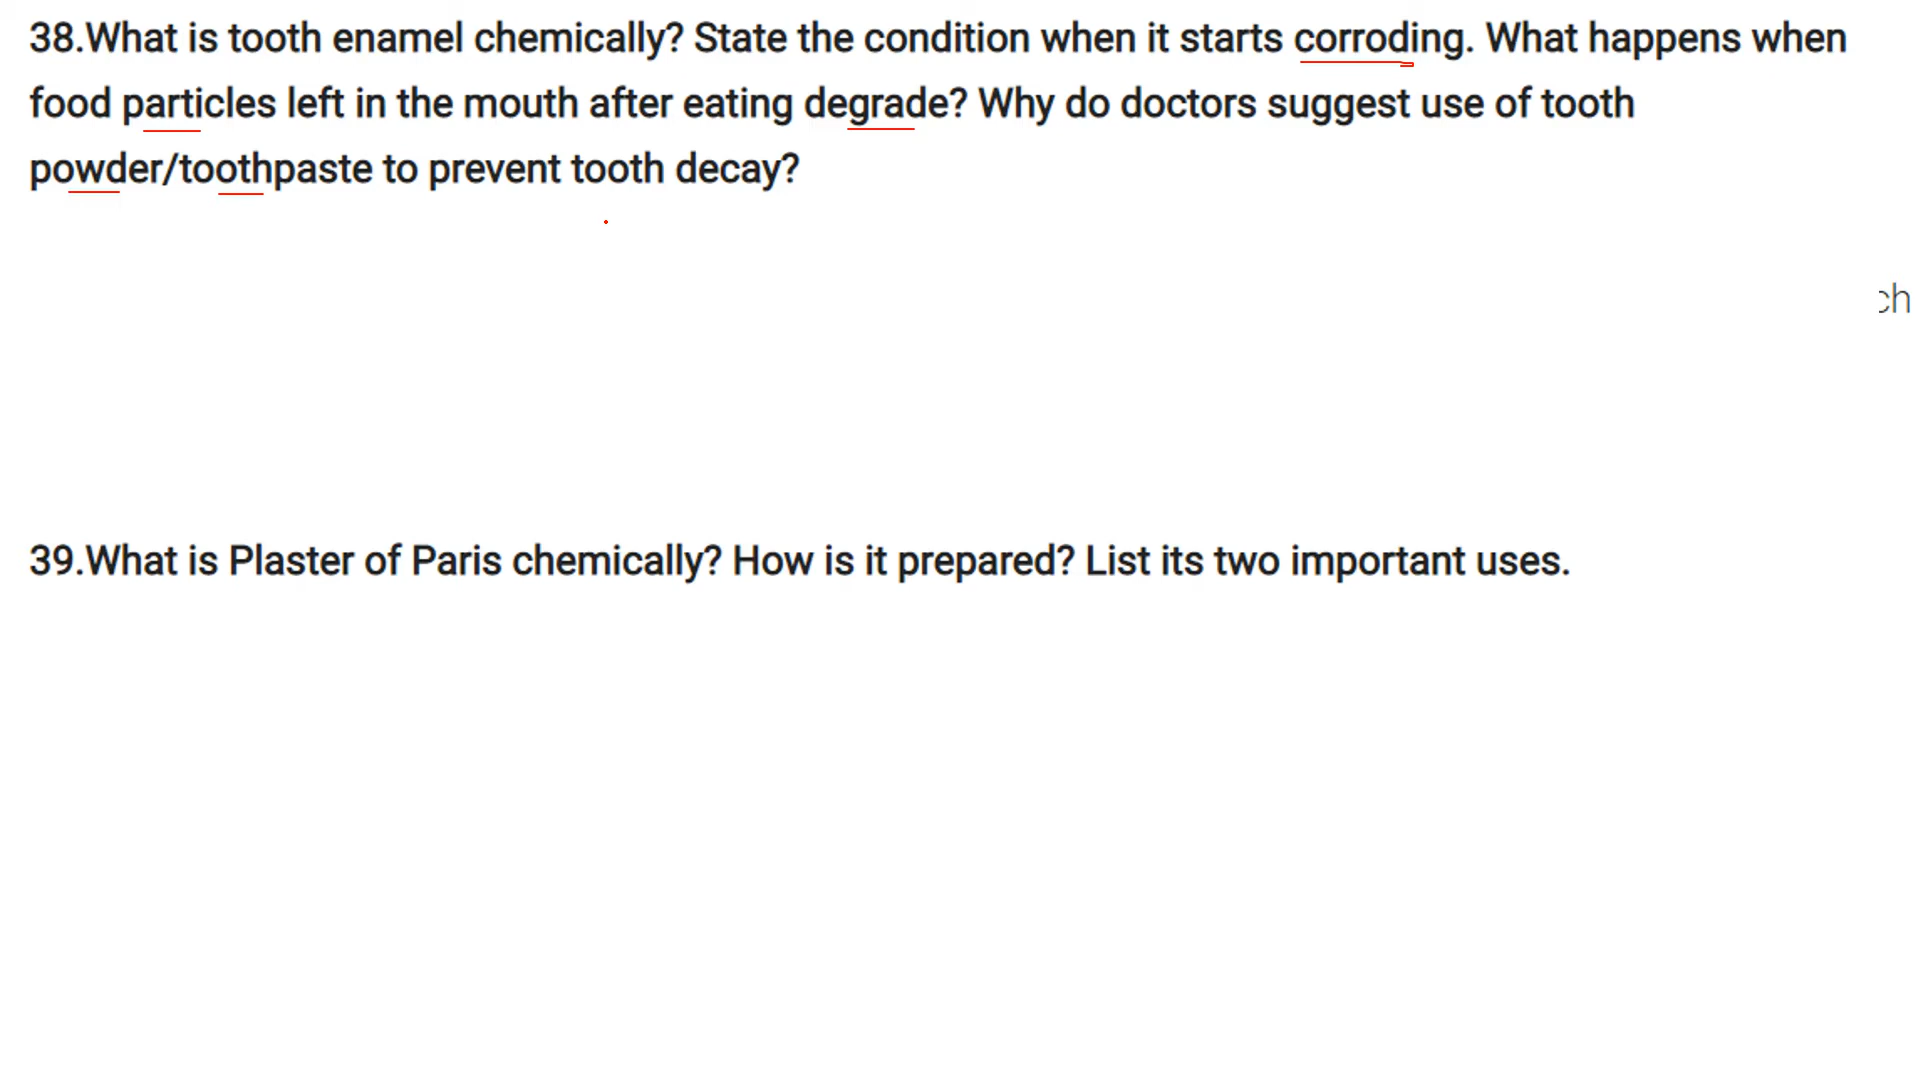 38.What is tooth enamel chemically? State the condition when it starts corroding. What happens when
food particles left in the mouth after eating degrade? Why do doctors suggest use of tooth
powder/toothpaste to prevent tooth decay?
ch
39.What is Plaster of Paris chemically? How is it prepared? List its two important uses.